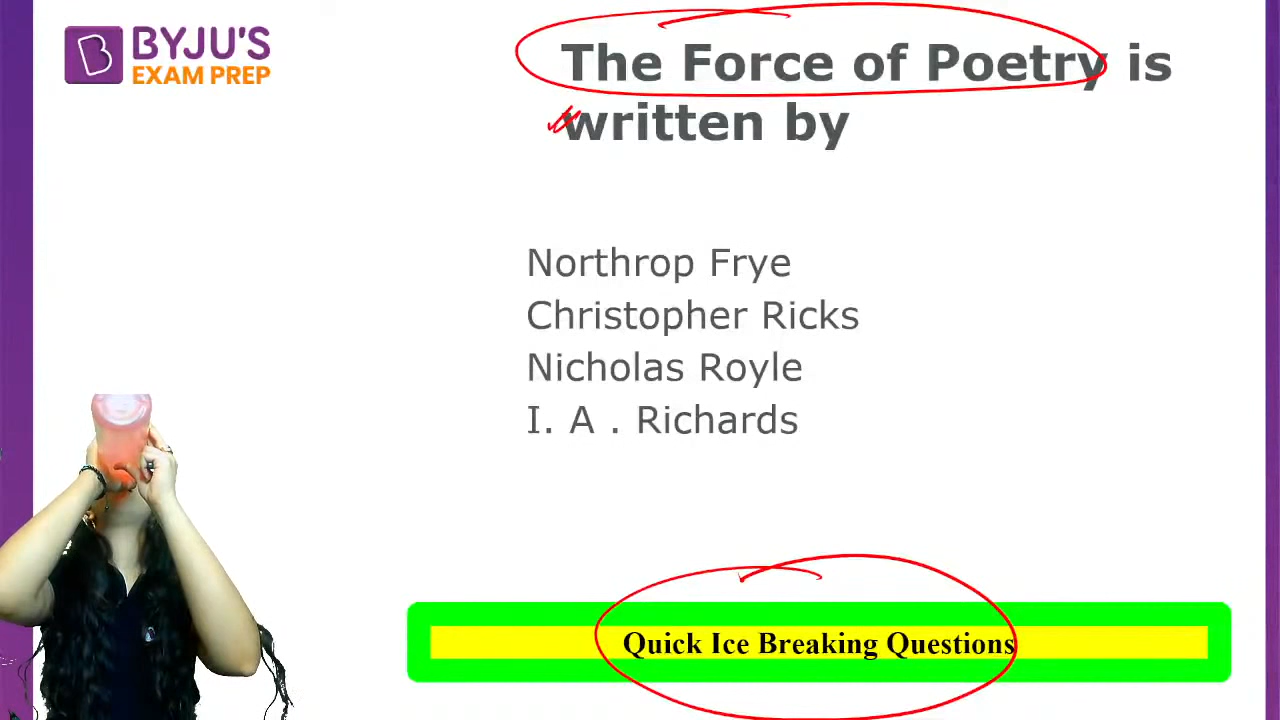 BYJU'S
EXAM PREP
The Force of Poetry is
written by
Northrop Frye
Christopher Ricks
Nicholas Royle
I. A . Richards
Quick Ice Breaking Questions